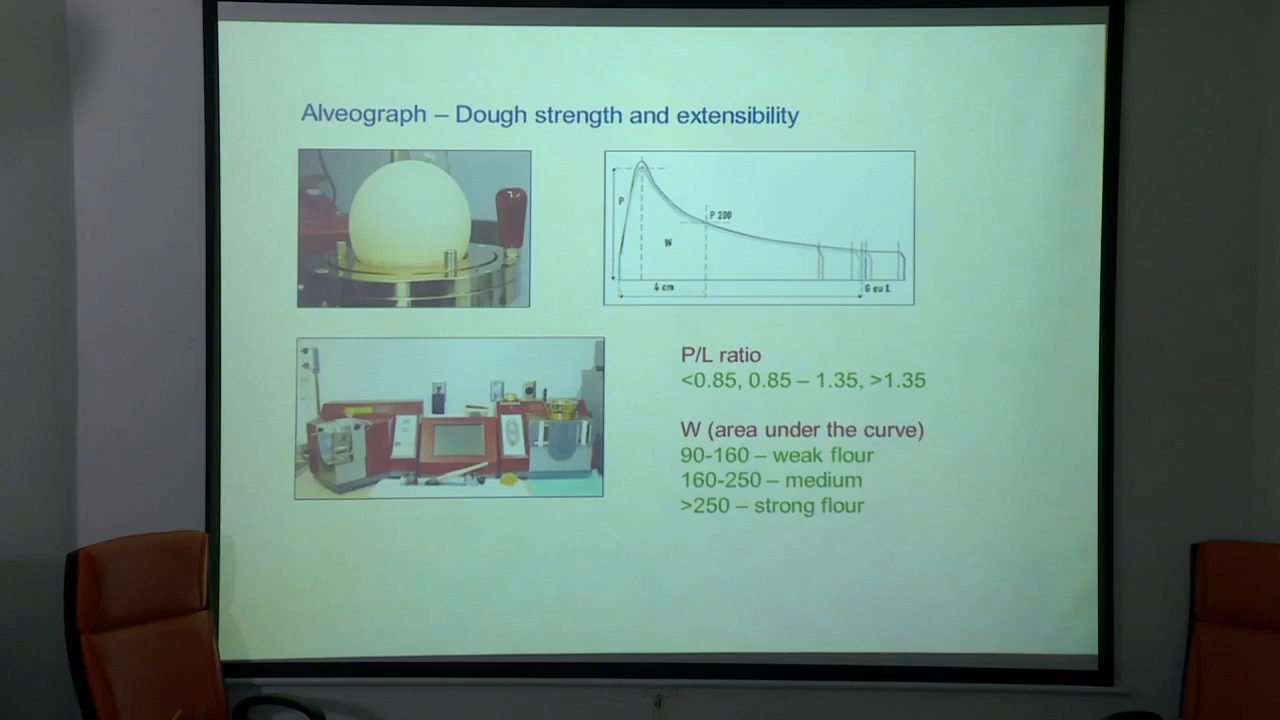 Alveograph – Dough strength and extensibility
P
P 200
W
4 cm
G ou L
P/L ratio
<0.85, 0.85 – 1.35, >1.35
W (area under the curve)
90-160 – weak flour
160-250 – medium
>250 – strong flour